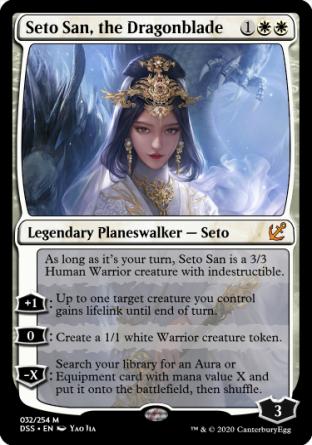 Seto San, the Dragonblade 1
Legendary Planeswalker — Seto
As long as it's your turn, Seto San is a 3/3
Human Warrior creature with indestructible.
+1: Up to one target creature you control
gains lifelink until end of turn.
0: Create a 1/1 white Warrior creature token.
-X: Search your library for an Aura or
Equipment card with mana value X and
put it onto the battlefield, then shuffle.
3
032/254 M
DSS • EN Yao Jia
™ & © 2020 CanterburyEgg